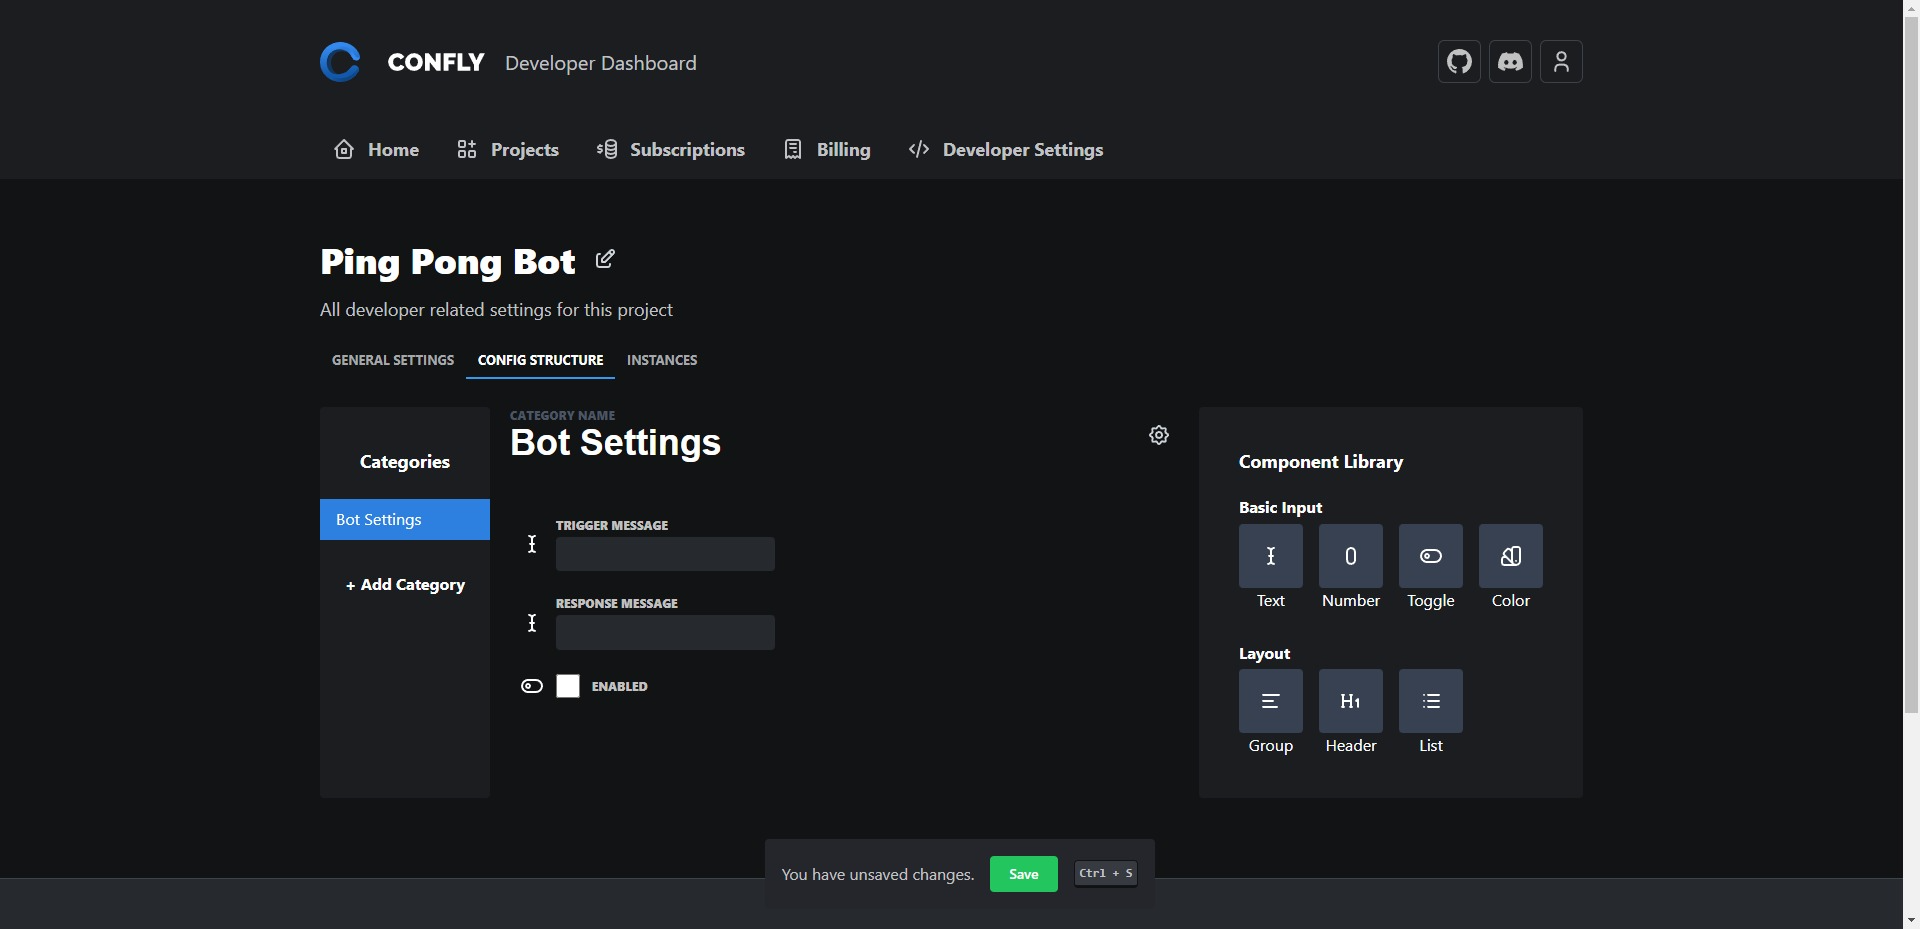 CONFLY Developer Dashboard
Home Projects Subscriptions Billing Developer Settings
Ping Pong Bot
All developer related settings for this project
GENERAL SETTINGS CONFIG STRUCTURE INSTANCES
Categories
Bot Settings
+ Add Category
CATEGORY NAME
Bot Settings
TRIGGER MESSAGE
RESPONSE MESSAGE
ENABLED
Component Library
Basic Input
Text Number Toggle Color
Layout
H1
Group Header List
You have unsaved changes. Save Ctrl + S